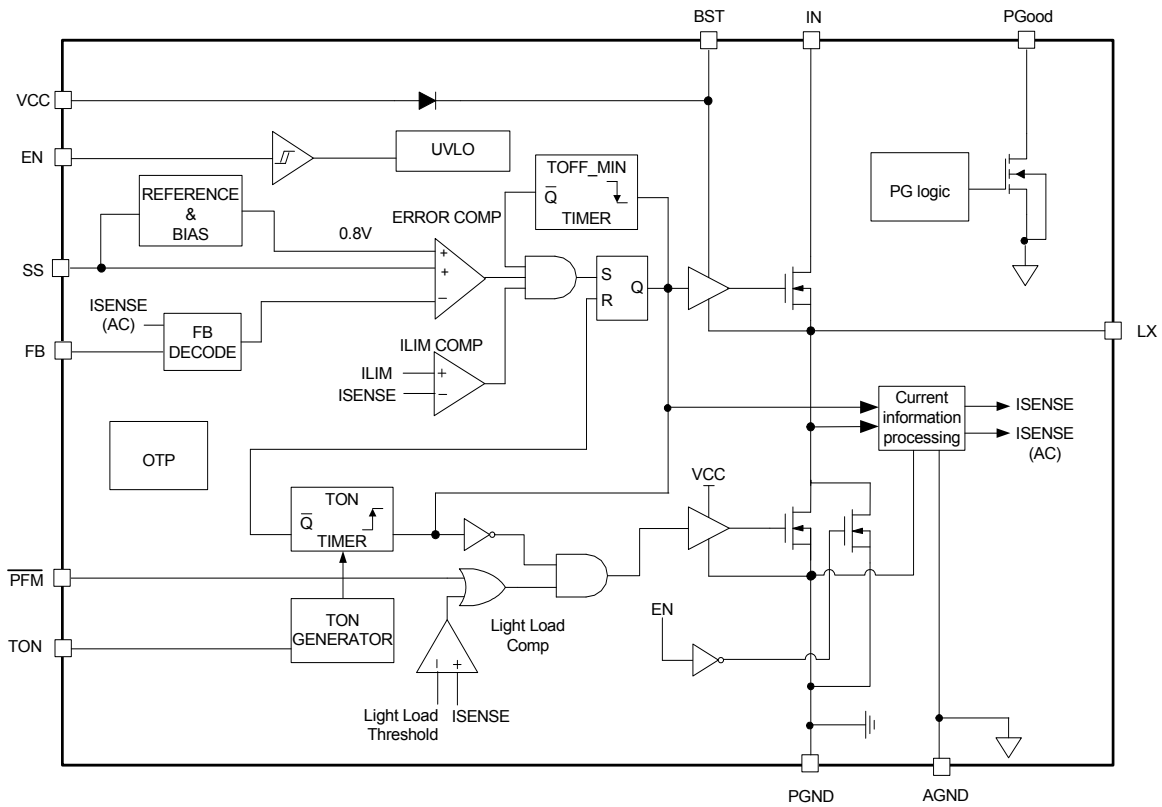 BST
IN
PGood
VCC
EN
UVLO
TOFF_MIN
Q̅
TIMER
REFERENCE
&
BIAS
ERROR COMP
0.8V
+
+
−
PG logic
SS
S
R
Q
ISENSE
(AC)
FB
DECODE
FB
ILIM COMP
ILIM
ISENSE
+
−
LX
Current
information
processing
ISENSE
ISENSE
(AC)
OTP
VCC
TON
Q̅
TIMER
P̅F̅M̅
TON
GENERATOR
TON
Light Load
Comp
EN
−
+
Light Load
Threshold
ISENSE
PGND
AGND